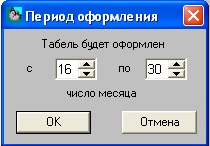 Период оформления
Табель будет оформлен
с 16 по 30
число месяца
OK Отмена